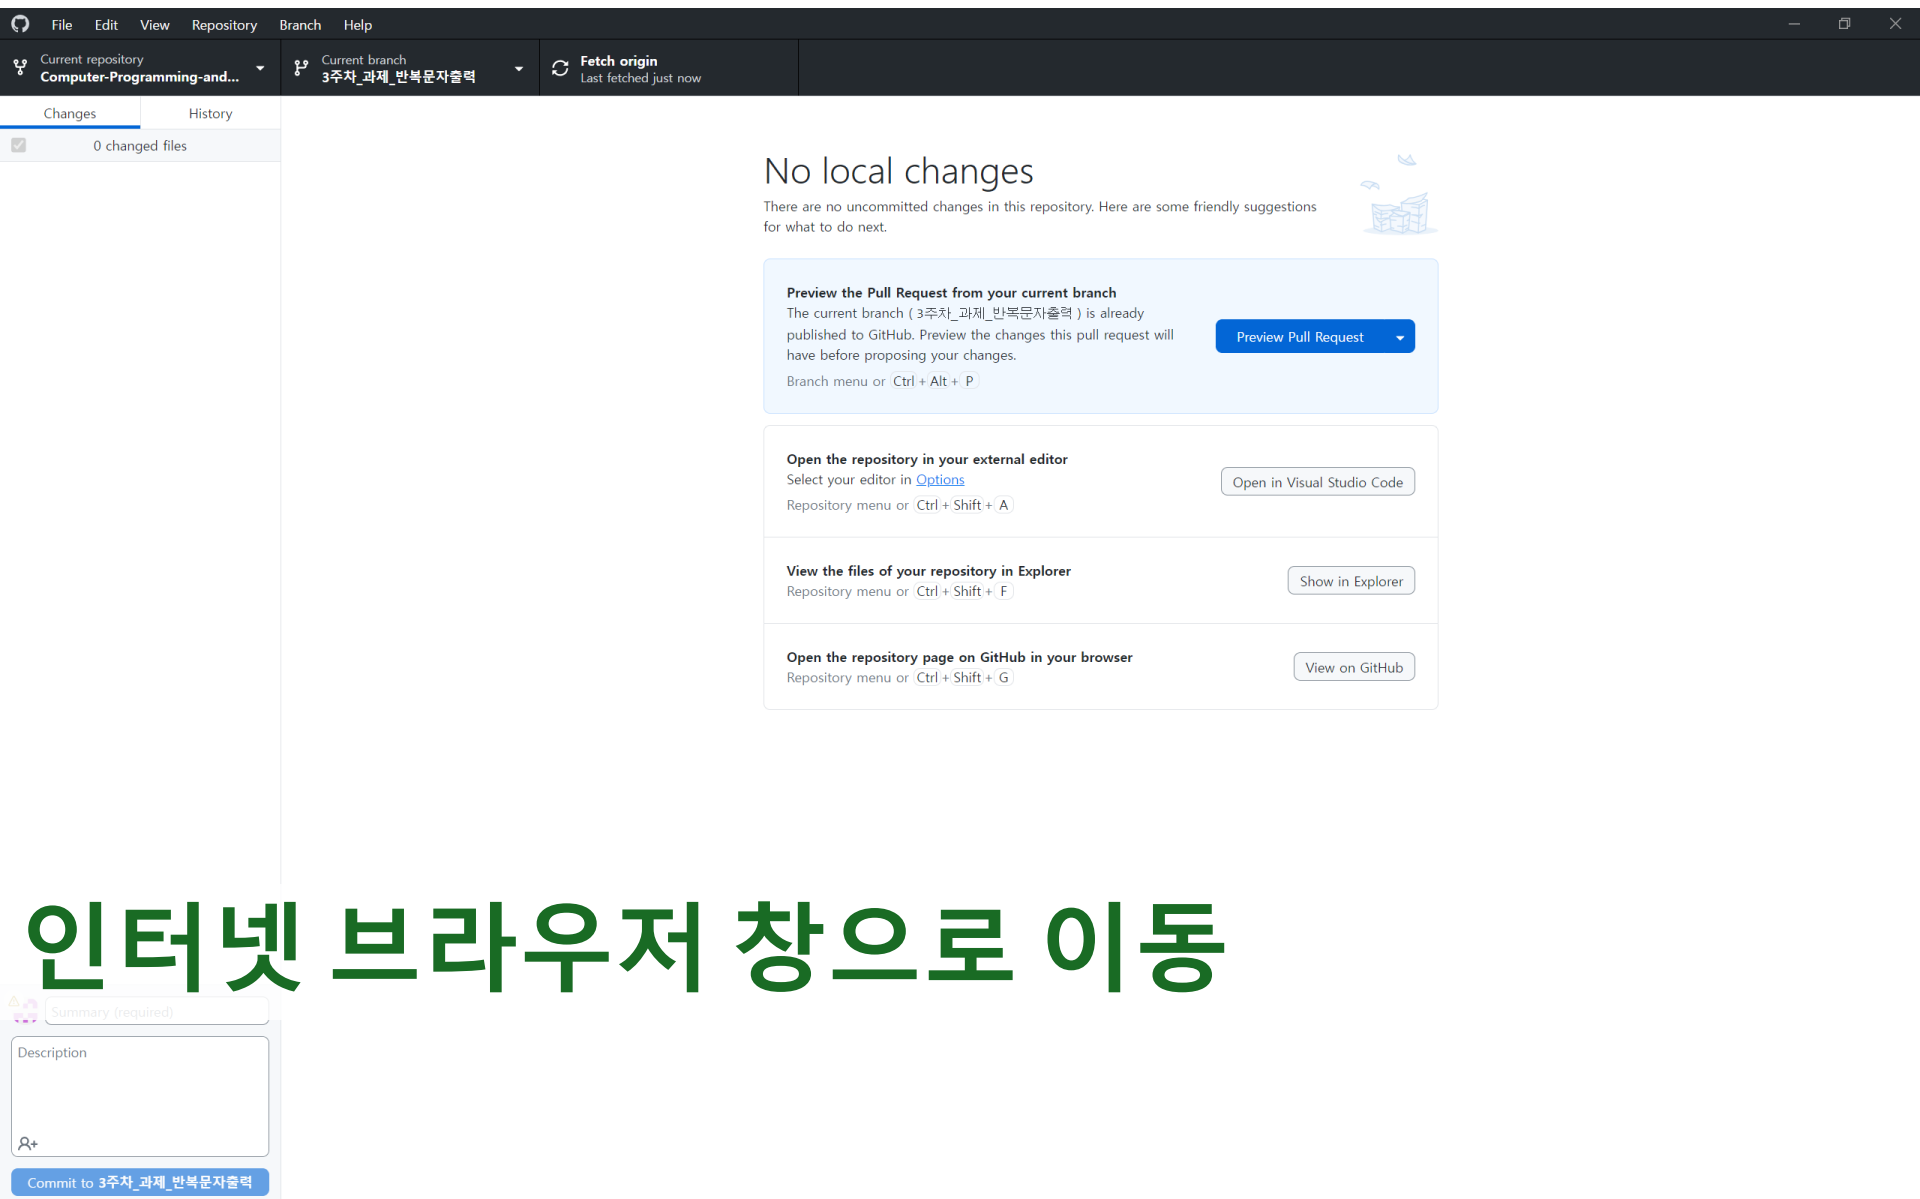 File Edit View Repository Branch Help
Current repository
Computer-Programming-and...
Current branch
3주차_과제_반복문자출력
Fetch origin
Last fetched just now
Changes History
0 changed files
No local changes
There are no uncommitted changes in this repository. Here are some friendly suggestions
for what to do next.
Preview the Pull Request from your current branch
The current branch ( 3주차_과제_반복문자출력 ) is already
published to GitHub. Preview the changes this pull request will
have before proposing your changes.
Branch menu or Ctrl + Alt + P
Preview Pull Request
Open the repository in your external editor
Select your editor in Options
Repository menu or Ctrl + Shift + A
Open in Visual Studio Code
View the files of your repository in Explorer
Repository menu or Ctrl + Shift + F
Show in Explorer
Open the repository page on GitHub in your browser
Repository menu or Ctrl + Shift + G
View on GitHub
인터넷 브라우저 창으로 이동
Summary (required)
Description
Commit to 3주차_과제_반복문자출력